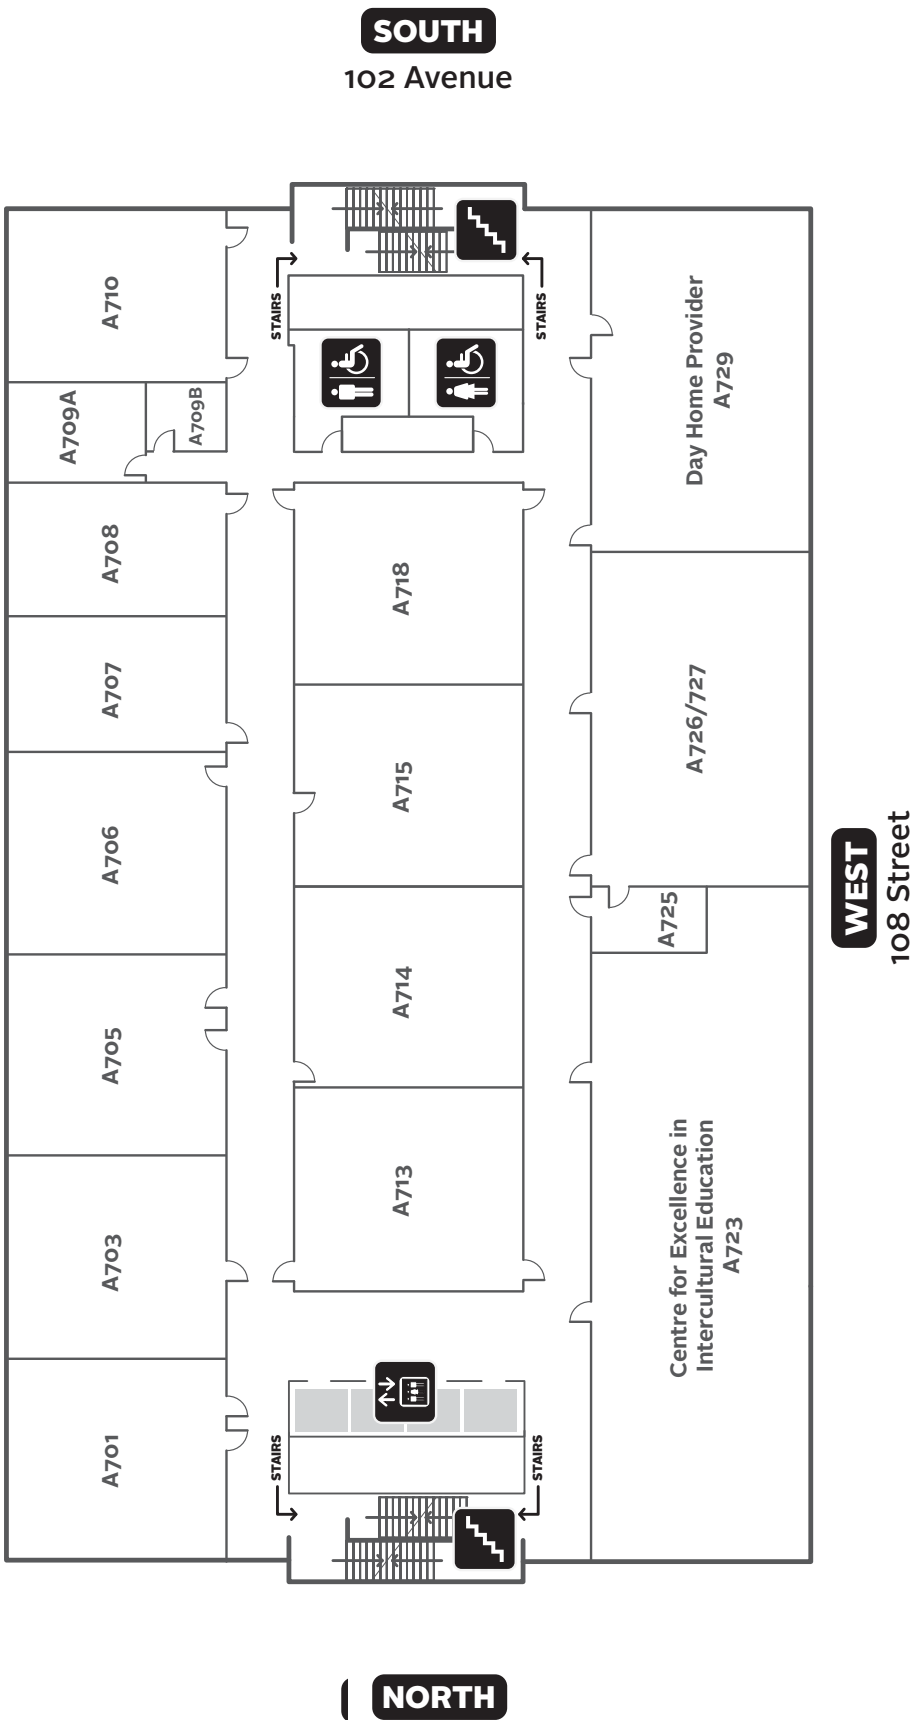 SOUTH
102 Avenue
STAIRS
STAIRS
A710
A709A
A709B
Day Home Provider
A729
A708
A718
A707
A726/727
A715
A706
A725
WEST
108 Street
A714
A705
A713
A703
Centre for Excellence in
Intercultural Education
A723
A701
STAIRS
STAIRS
NORTH